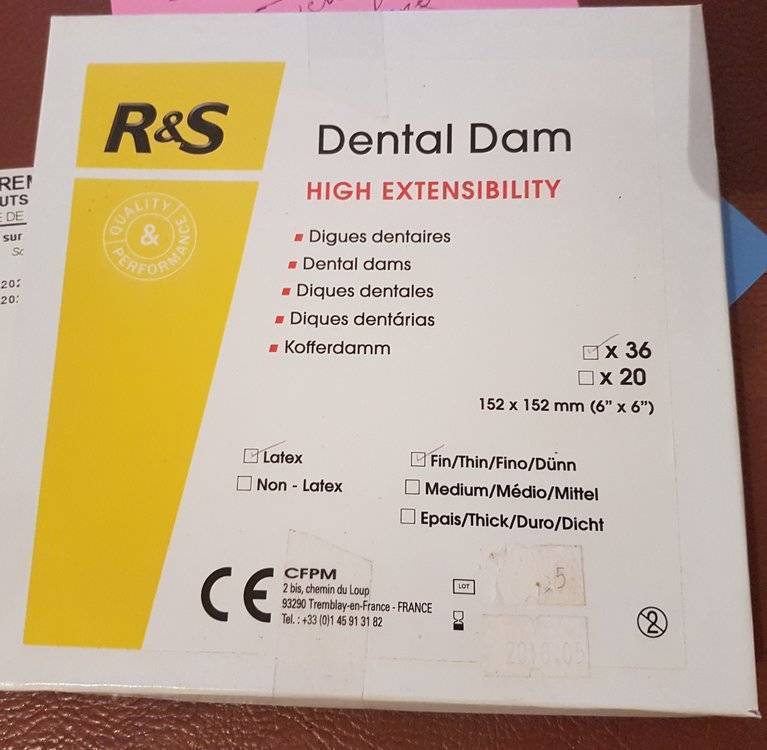 R&S
Dental Dam
HIGH EXTENSIBILITY
QUALITY & PERFORMANCE
Digues dentaires
Dental dams
Diques dentales
Diques dentárias
Kofferdamm
x 36
x 20
152 x 152 mm (6" x 6")
Latex
Non - Latex
Fin/Thin/Fino/Dünn
Medium/Médio/Mittel
Epais/Thick/Duro/Dicht
CE
CFPM
2 bis, chemin du Loup
93290 Tremblay-en-France - FRANCE
Tel. : +33 (0)1 45 91 31 82
LOT
5
2
sur